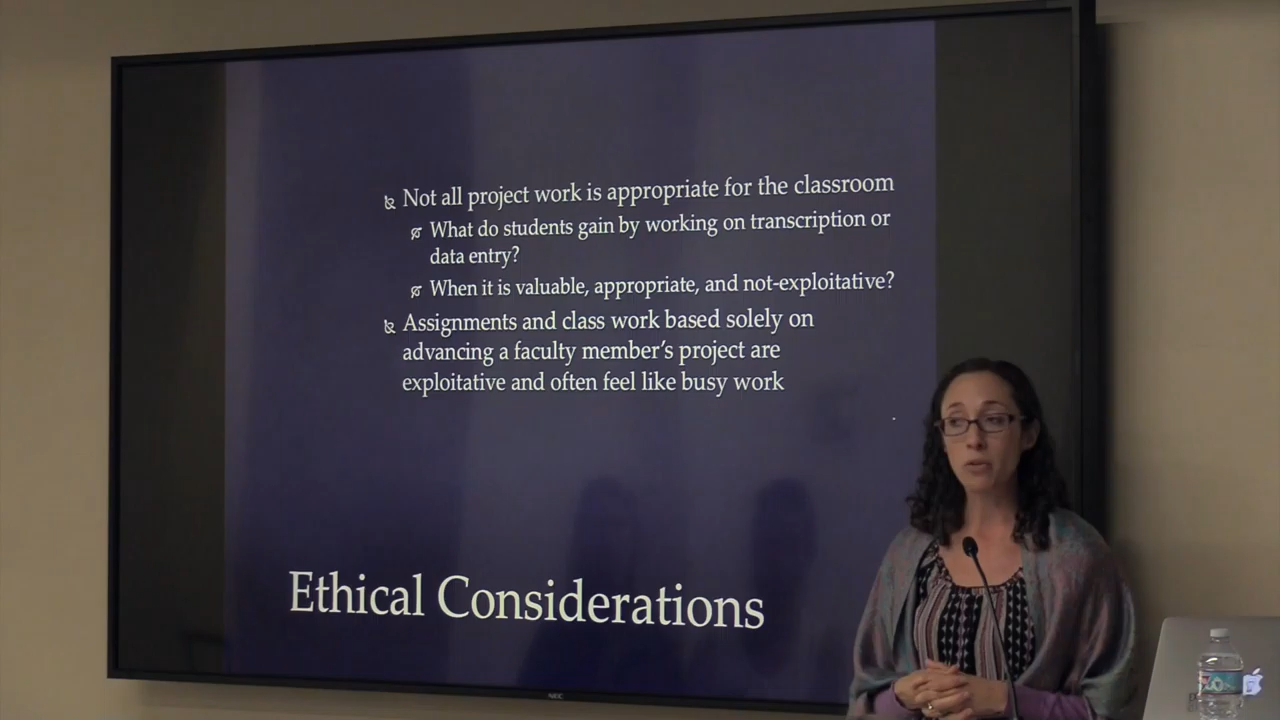 Not all project work is appropriate for the classroom
What do students gain by working on transcription or
data entry?
When it is valuable, appropriate, and not-exploitative?
Assignments and class work based solely on
advancing a faculty member's project are
exploitative and often feel like busy work
Ethical Considerations
NEC